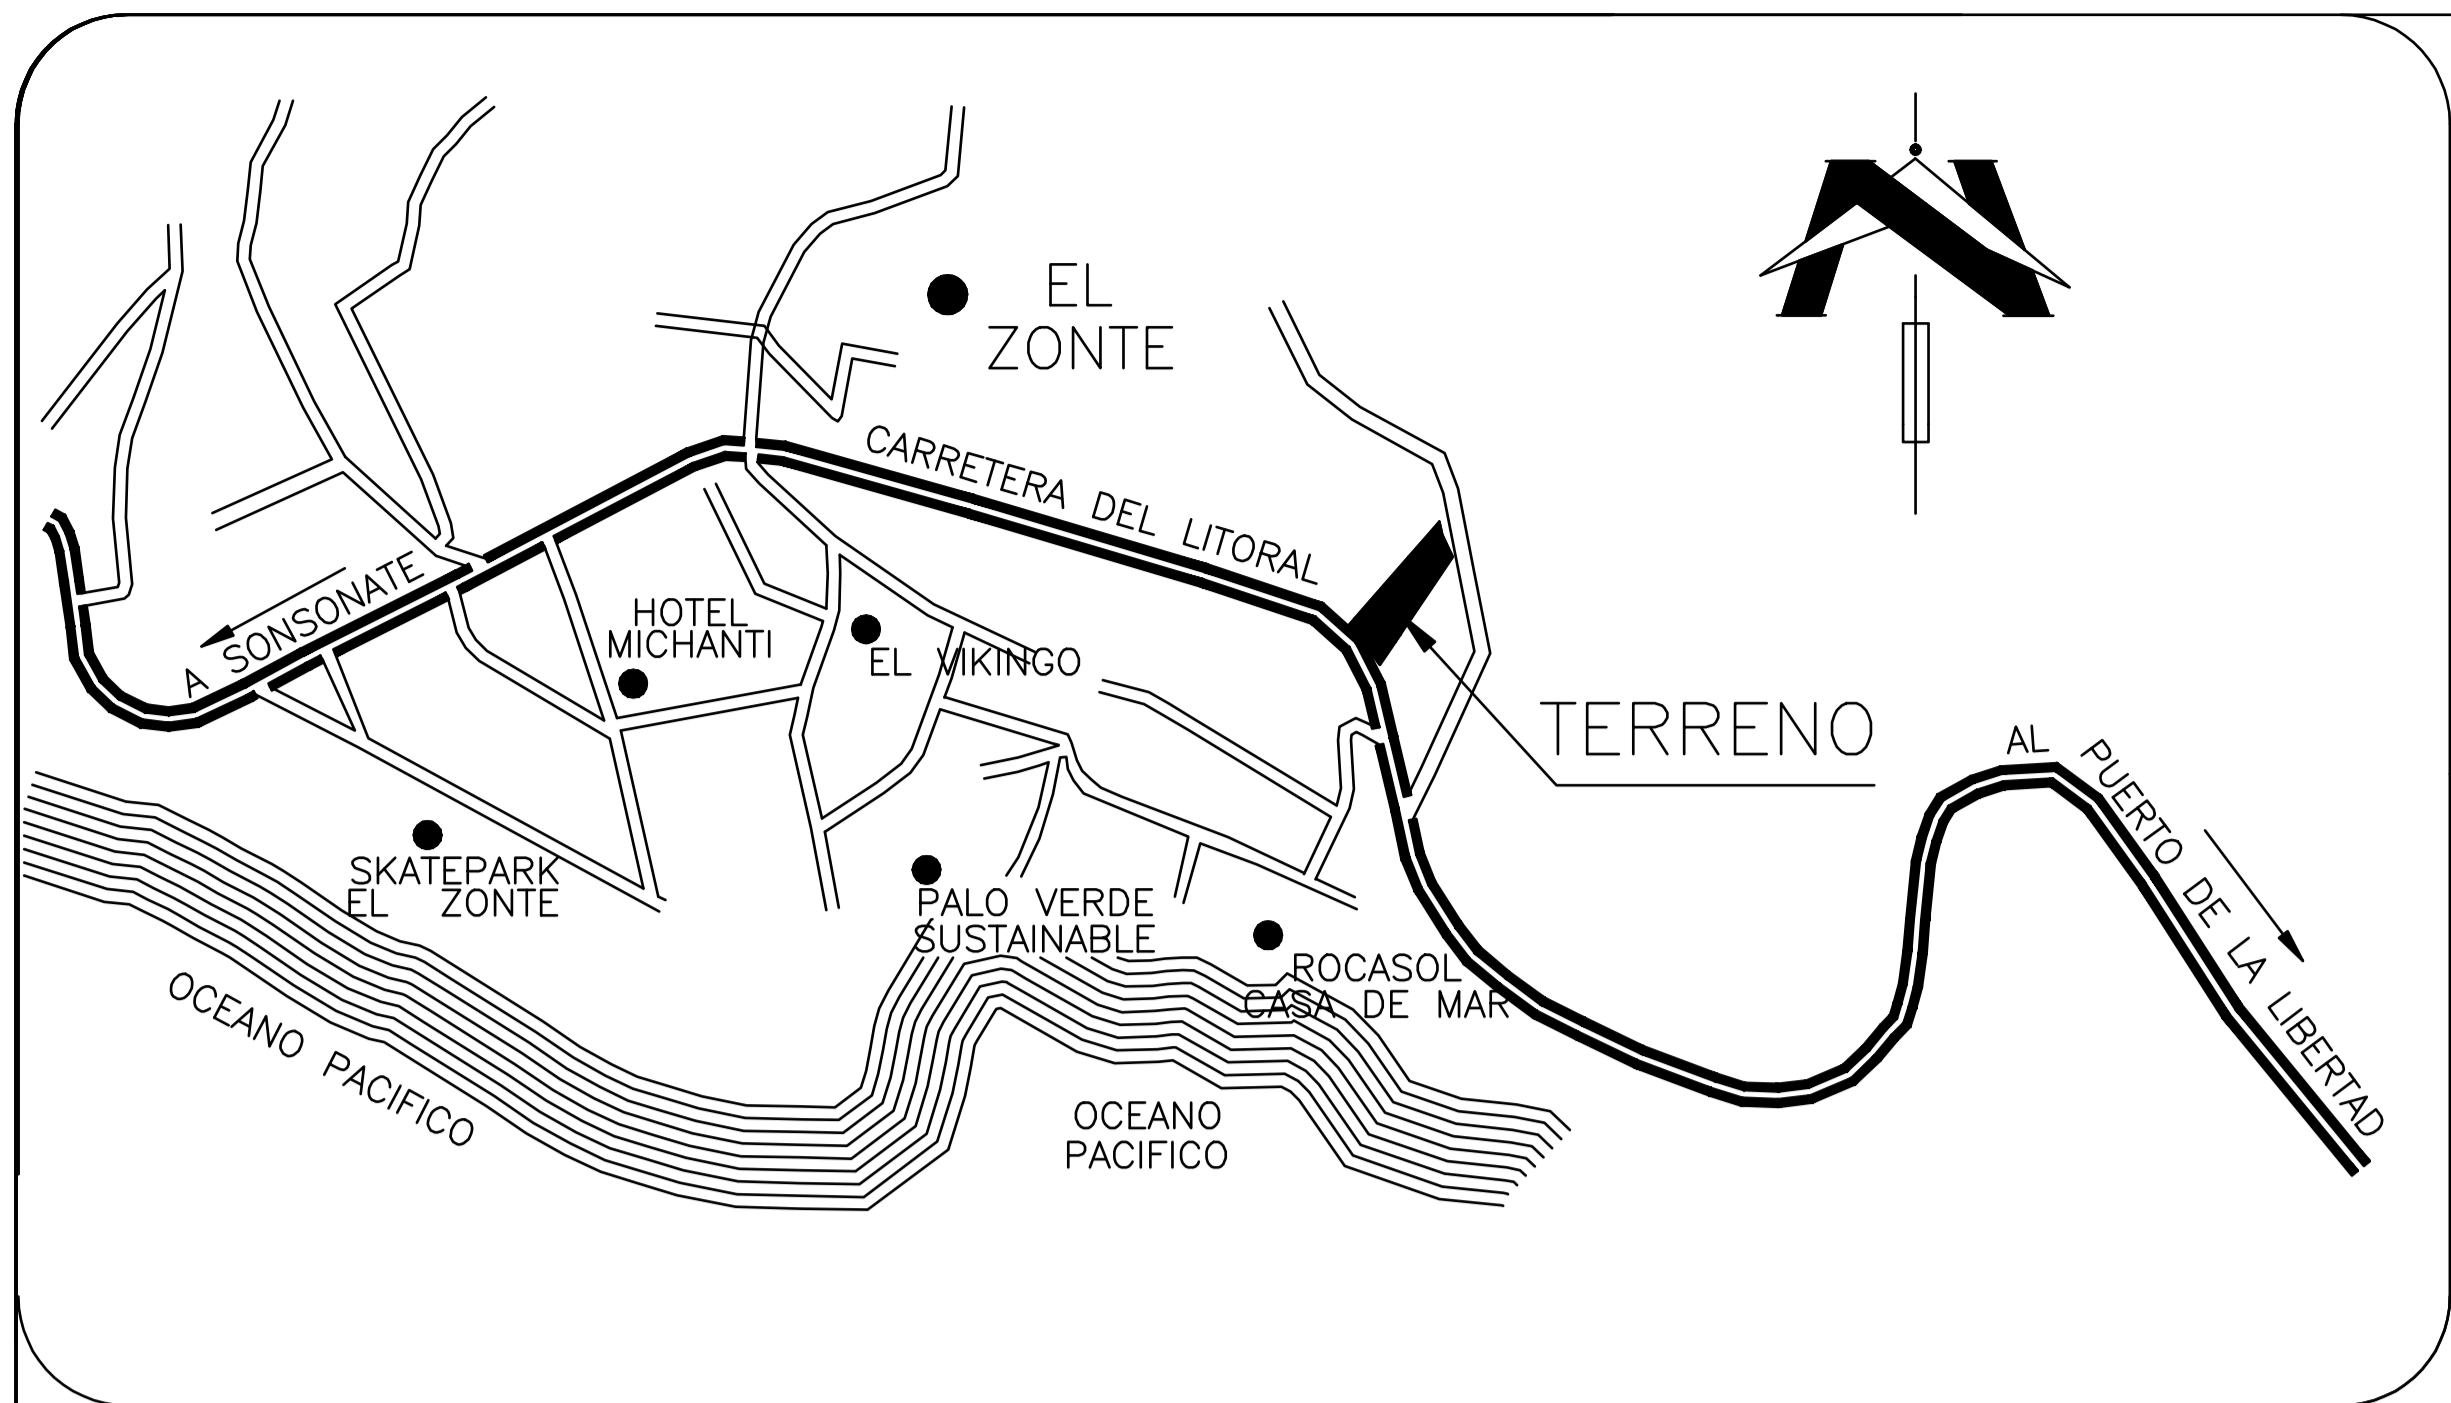 EL
ZONTE
CARRETERA DEL LITORAL
A SONSONATE
HOTEL
MICHANTI
EL VIKINGO
TERRENO
AL PUERTO DE LA LIBERTAD
SKATEPARK
EL ZONTE
PALO VERDE
SUSTAINABLE
ROCASOL
CASA DE MAR
OCEANO PACIFICO
OCEANO
PACIFICO
N